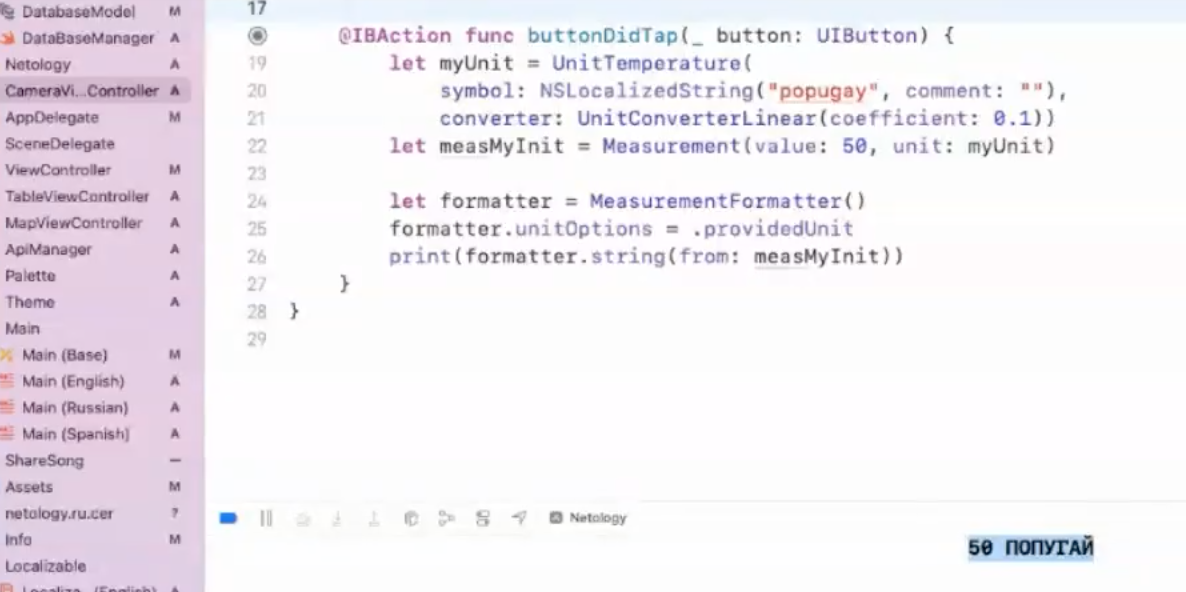 DatabaseModel M
DataBaseManager A
Netology A
CameraVi...Controller A
AppDelegate M
SceneDelegate
ViewController M
TableViewController A
MapViewController A
ApiManager A
Palette A
Theme A
Main
Main (Base) M
Main (English) A
Main (Russian) A
Main (Spanish) A
ShareSong —
Assets M
netology.ru.cer ?
Info M
Localizable
Localiza...(English) A
17
@IBAction func buttonDidTap(_ button: UIButton) {
19 let myUnit = UnitTemperature(
20 symbol: NSLocalizedString("popugay", comment: ""),
21 converter: UnitConverterLinear(coefficient: 0.1))
22 let measMyInit = Measurement(value: 50, unit: myUnit)
23
24 let formatter = MeasurementFormatter()
25 formatter.unitOptions = .providedUnit
26 print(formatter.string(from: measMyInit))
27 }
28 }
29
Netology
50 ПОПУГАЙ